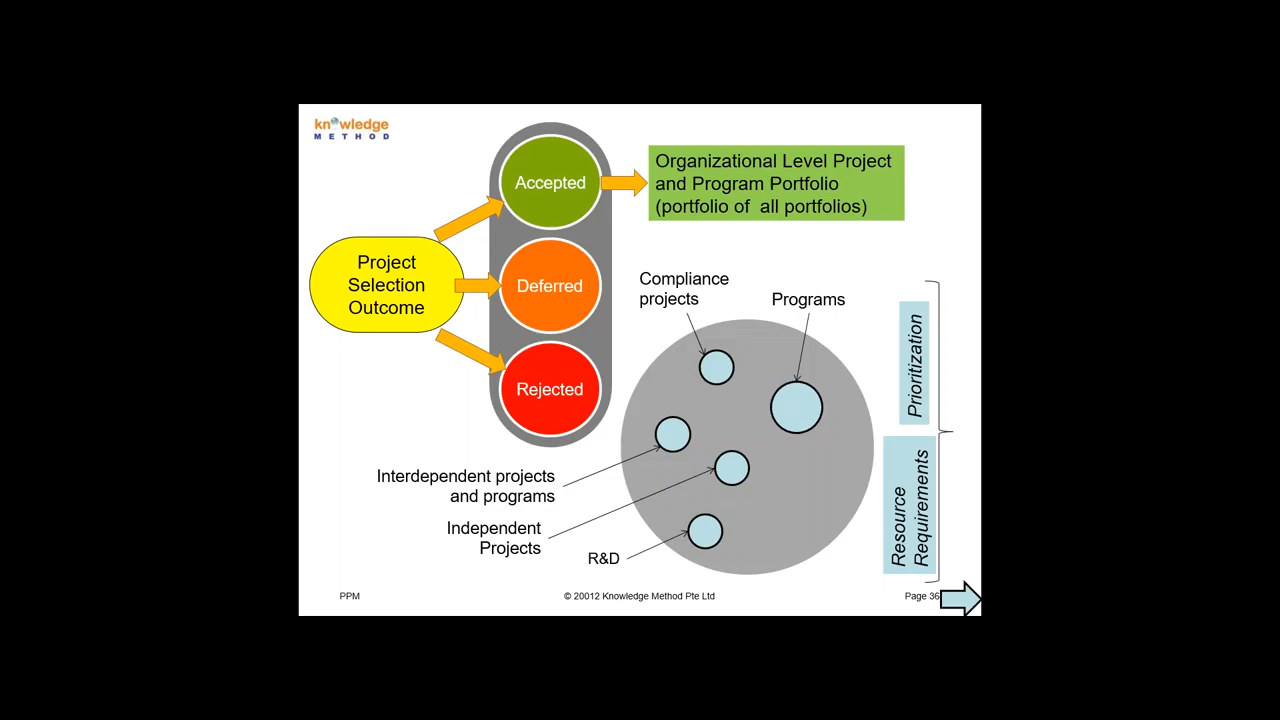 knowledge
METHOD
Accepted
Organizational Level Project
and Program Portfolio
(portfolio of all portfolios)
Project
Selection
Outcome
Deferred
Rejected
Compliance
projects
Programs
Prioritization
Interdependent projects
and programs
Independent
Projects
R&D
Resource
Requirements
PPM
© 20012 Knowledge Method Pte Ltd
Page 36